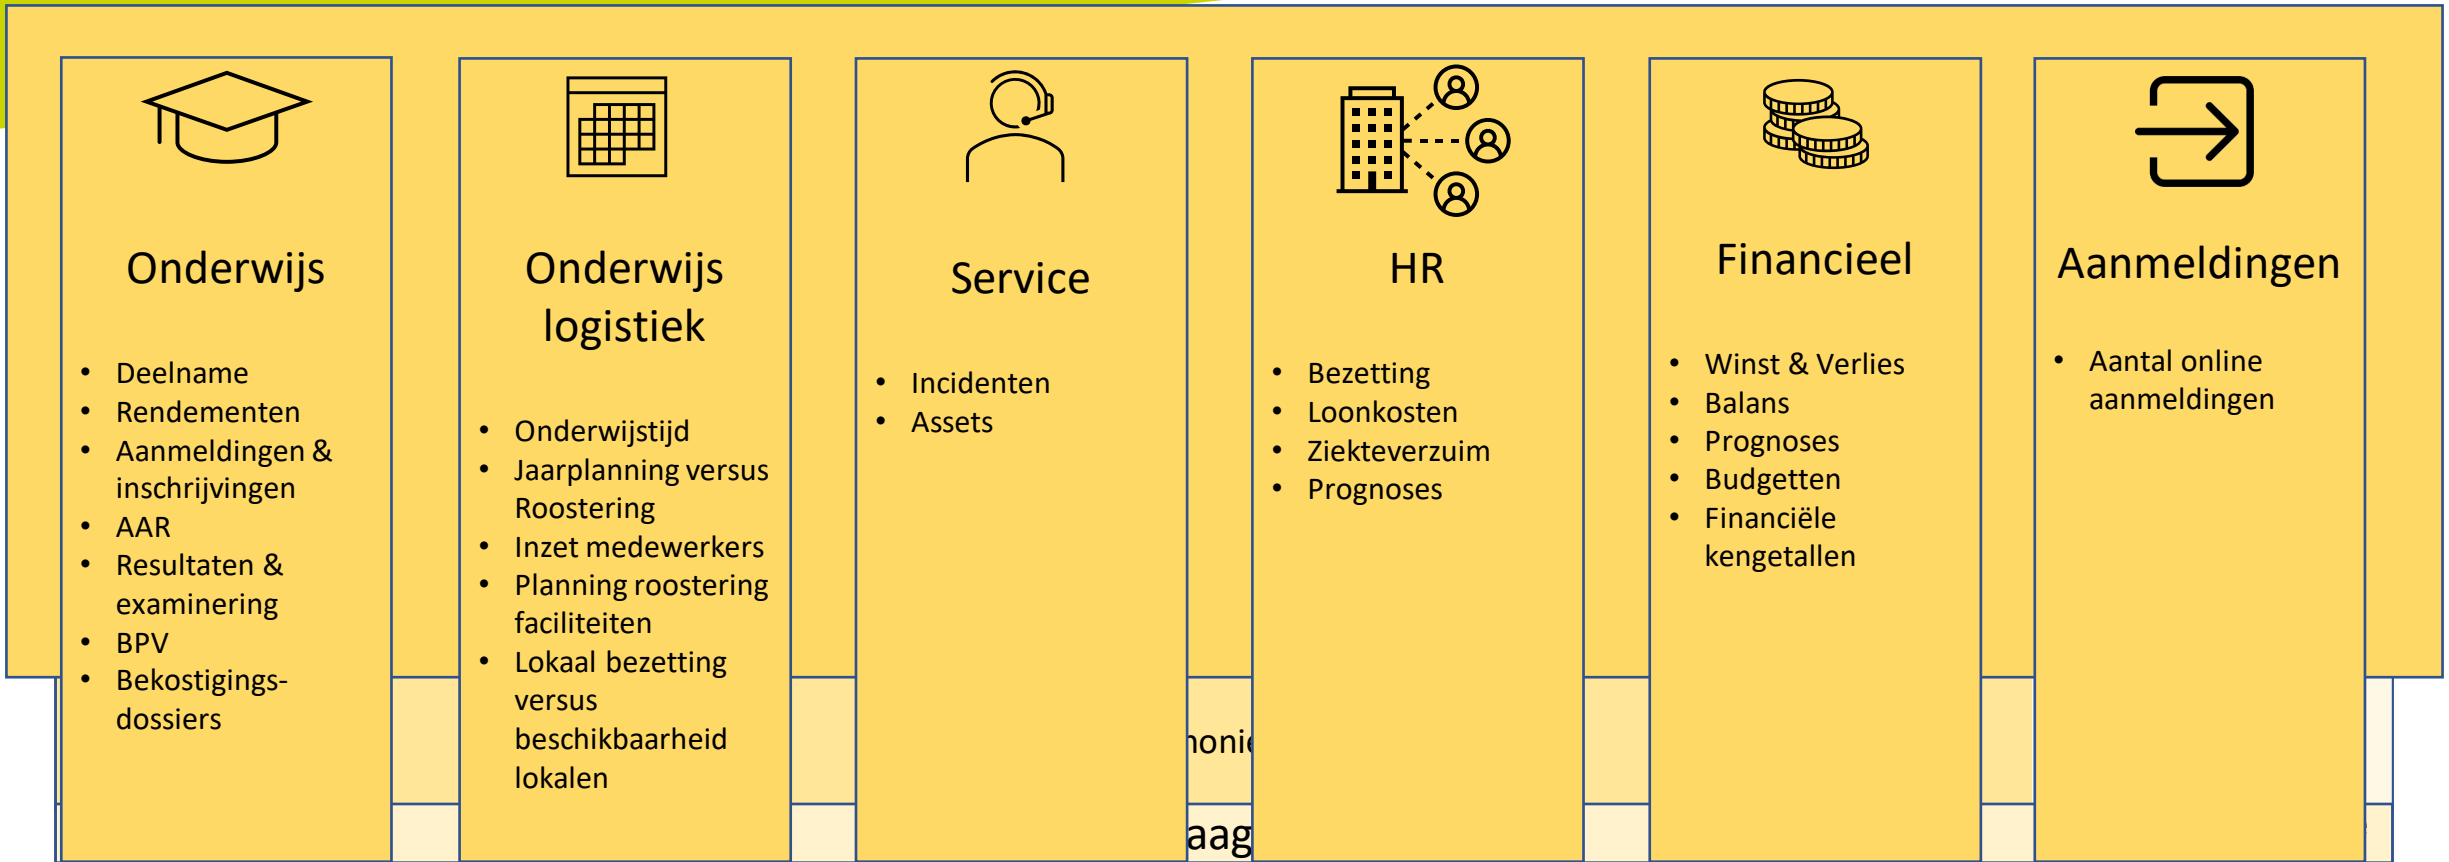 Onderwijs
• Deelname
• Rendementen
• Aanmeldingen &
inschrijvingen
• AAR
• Resultaten &
examinering
• BPV
• Bekostigings-
dossiers
Onderwijs
logistiek
• Onderwijstijd
• Jaarplanning versus
Roostering
• Inzet medewerkers
• Planning roostering
faciliteiten
• Lokaal bezetting
versus
beschikbaarheid
lokalen
Service
• Incidenten
• Assets
HR
• Bezetting
• Loonkosten
• Ziekteverzuim
• Prognoses
Financieel
• Winst & Verlies
• Balans
• Prognoses
• Budgetten
• Financiële
kengetallen
Aanmeldingen
• Aantal online
aanmeldingen